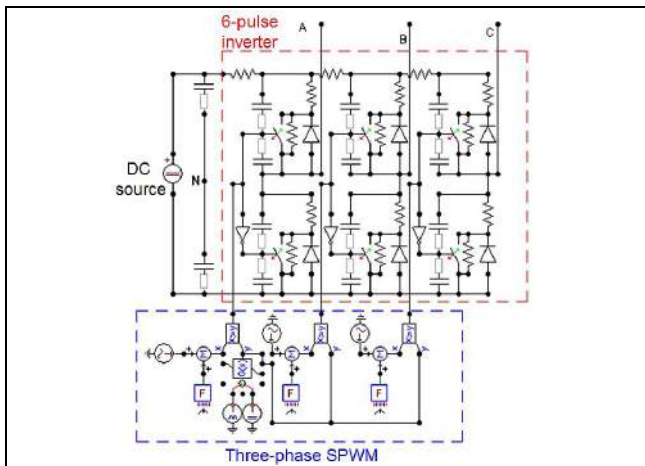 6-pulse
inverter
A
B
C
DC
source
N
F
F
F
Three-phase SPWM